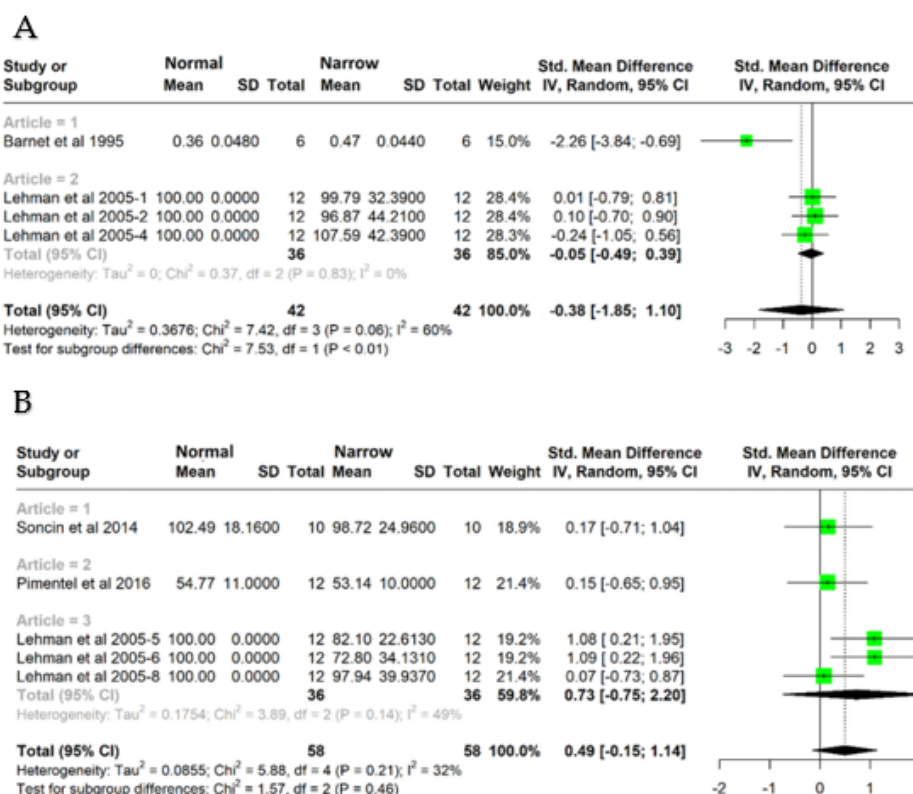 A
Study or Normal Narrow Std. Mean Difference Std. Mean Difference
Subgroup Mean SD Total Mean SD Total Weight IV, Random, 95% CI IV, Random, 95% CI
Article = 1
Barnet et al 1995 0.36 0.0480 6 0.47 0.0440 6 15.0% -2.26 [-3.84; -0.69]
Article = 2
Lehman et al 2005-1 100.00 0.0000 12 99.79 32.3900 12 28.4% 0.01 [-0.79; 0.81]
Lehman et al 2005-2 100.00 0.0000 12 96.87 44.2100 12 28.4% 0.10 [-0.70; 0.90]
Lehman et al 2005-4 100.00 0.0000 12 107.59 42.3900 12 28.3% -0.24 [-1.05; 0.56]
Total (95% CI) 36 36 85.0% -0.05 [-0.49; 0.39]
Heterogeneity: Tau² = 0; Chi² = 0.37, df = 2 (P = 0.83); I² = 0%
Total (95% CI) 42 42 100.0% -0.38 [-1.85; 1.10]
Heterogeneity: Tau² = 0.3676; Chi² = 7.42, df = 3 (P = 0.06); I² = 60%
Test for subgroup differences: Chi² = 7.53, df = 1 (P < 0.01)
-3 -2 -1 0 1 2 3
B
Study or Normal Narrow Std. Mean Difference Std. Mean Difference
Subgroup Mean SD Total Mean SD Total Weight IV, Random, 95% CI IV, Random, 95% CI
Article = 1
Soncin et al 2014 102.49 18.1600 10 98.72 24.9600 10 18.9% 0.17 [-0.71; 1.04]
Article = 2
Pimentel et al 2016 54.77 11.0000 12 53.14 10.0000 12 21.4% 0.15 [-0.65; 0.95]
Article = 3
Lehman et al 2005-5 100.00 0.0000 12 82.10 22.6130 12 19.2% 1.08 [ 0.21; 1.95]
Lehman et al 2005-6 100.00 0.0000 12 72.80 34.1310 12 19.2% 1.09 [ 0.22; 1.96]
Lehman et al 2005-8 100.00 0.0000 12 97.94 39.9370 12 21.4% 0.07 [-0.73; 0.87]
Total (95% CI) 36 36 59.8% 0.73 [-0.75; 2.20]
Heterogeneity: Tau² = 0.1754; Chi² = 3.89, df = 2 (P = 0.14); I² = 49%
Total (95% CI) 58 58 100.0% 0.49 [-0.15; 1.14]
Heterogeneity: Tau² = 0.0855; Chi² = 5.88, df = 4 (P = 0.21); I² = 32%
Test for subgroup differences: Chi² = 1.57, df = 2 (P = 0.46)
-2 -1 0 1